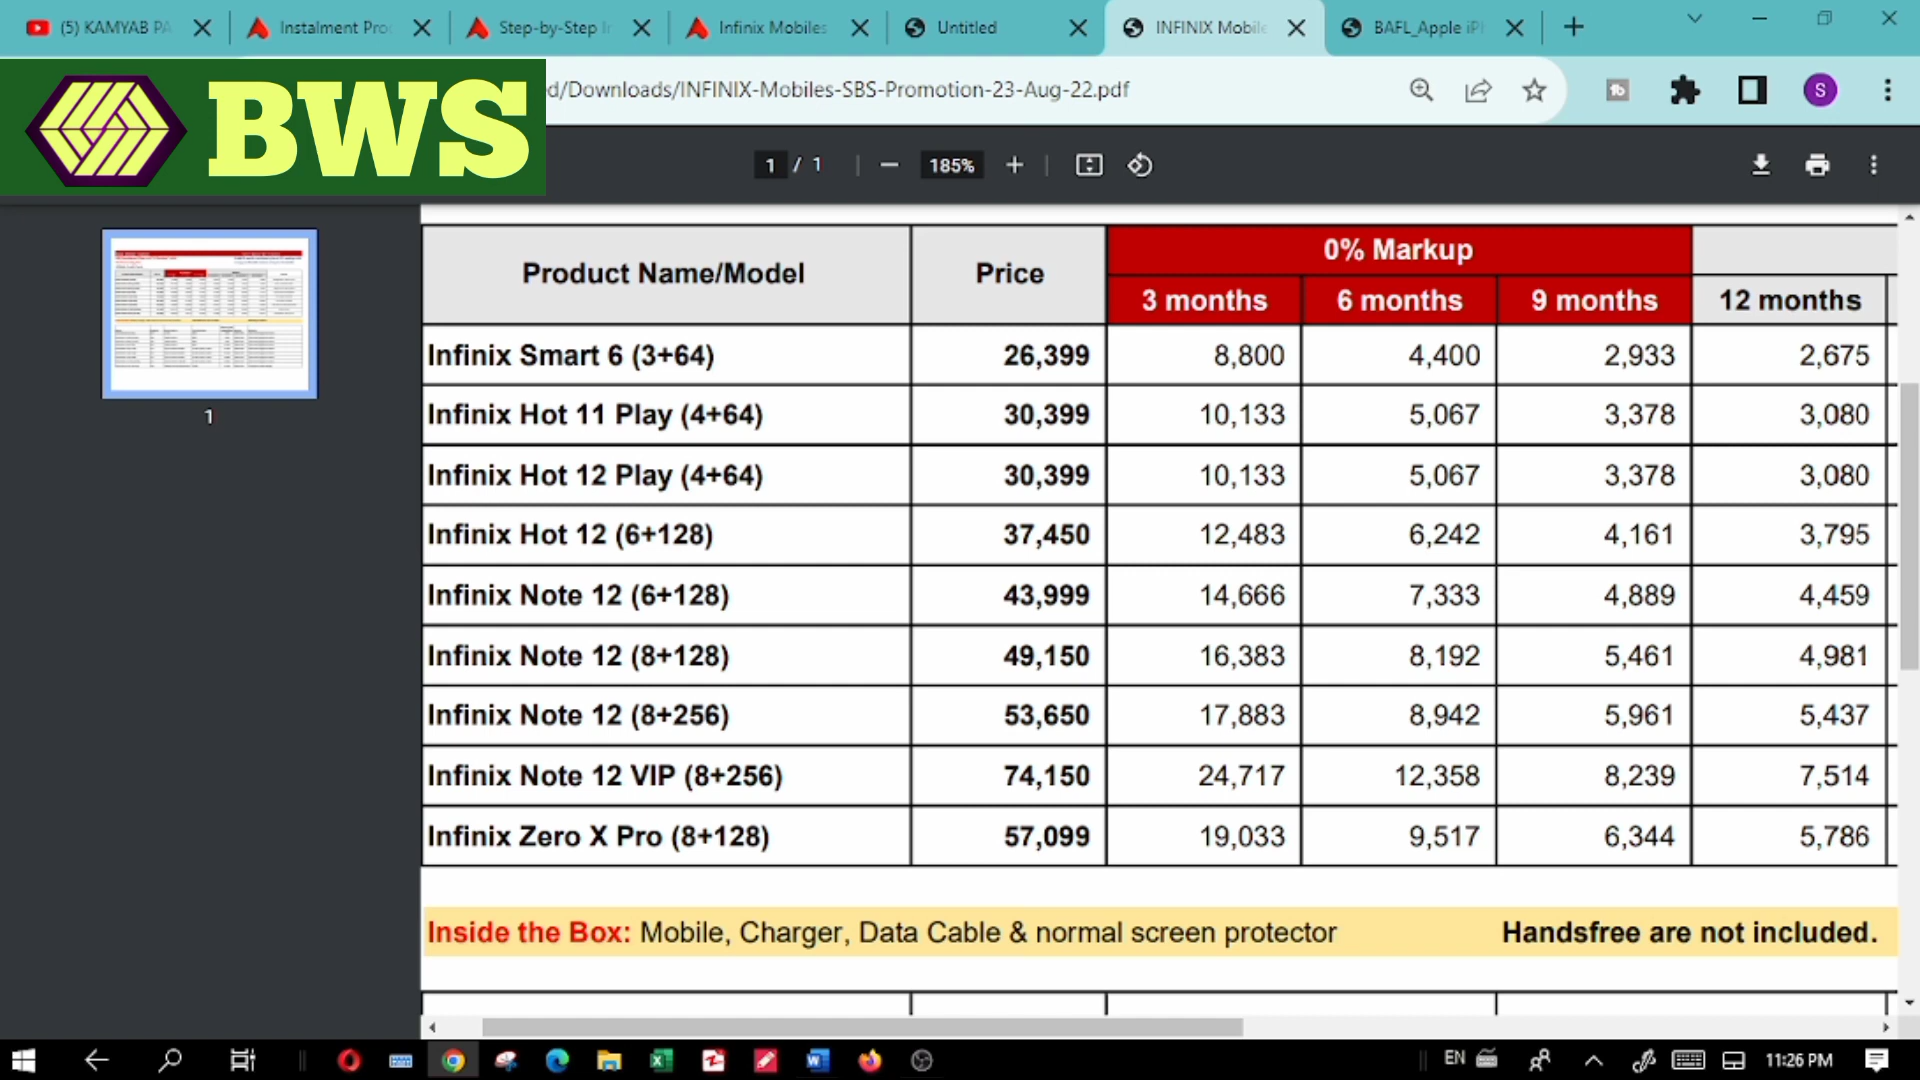 (5) KAMYAB PA
Instalment Pro
Step-by-Step In
Infinix Mobiles
Untitled
INFINIX Mobile
BAFL_Apple iPh
BWS
d/Downloads/INFINIX-Mobiles-SBS-Promotion-23-Aug-22.pdf
S
1 / 1
185%
Product Name/Model Price 0% Markup
3 months 6 months 9 months 12 months
Infinix Smart 6 (3+64) 26,399 8,800 4,400 2,933 2,675
Infinix Hot 11 Play (4+64) 30,399 10,133 5,067 3,378 3,080
Infinix Hot 12 Play (4+64) 30,399 10,133 5,067 3,378 3,080
Infinix Hot 12 (6+128) 37,450 12,483 6,242 4,161 3,795
Infinix Note 12 (6+128) 43,999 14,666 7,333 4,889 4,459
Infinix Note 12 (8+128) 49,150 16,383 8,192 5,461 4,981
Infinix Note 12 (8+256) 53,650 17,883 8,942 5,961 5,437
Infinix Note 12 VIP (8+256) 74,150 24,717 12,358 8,239 7,514
Infinix Zero X Pro (8+128) 57,099 19,033 9,517 6,344 5,786
Inside the Box: Mobile, Charger, Data Cable & normal screen protector Handsfree are not included.
1
EN
11:26 PM